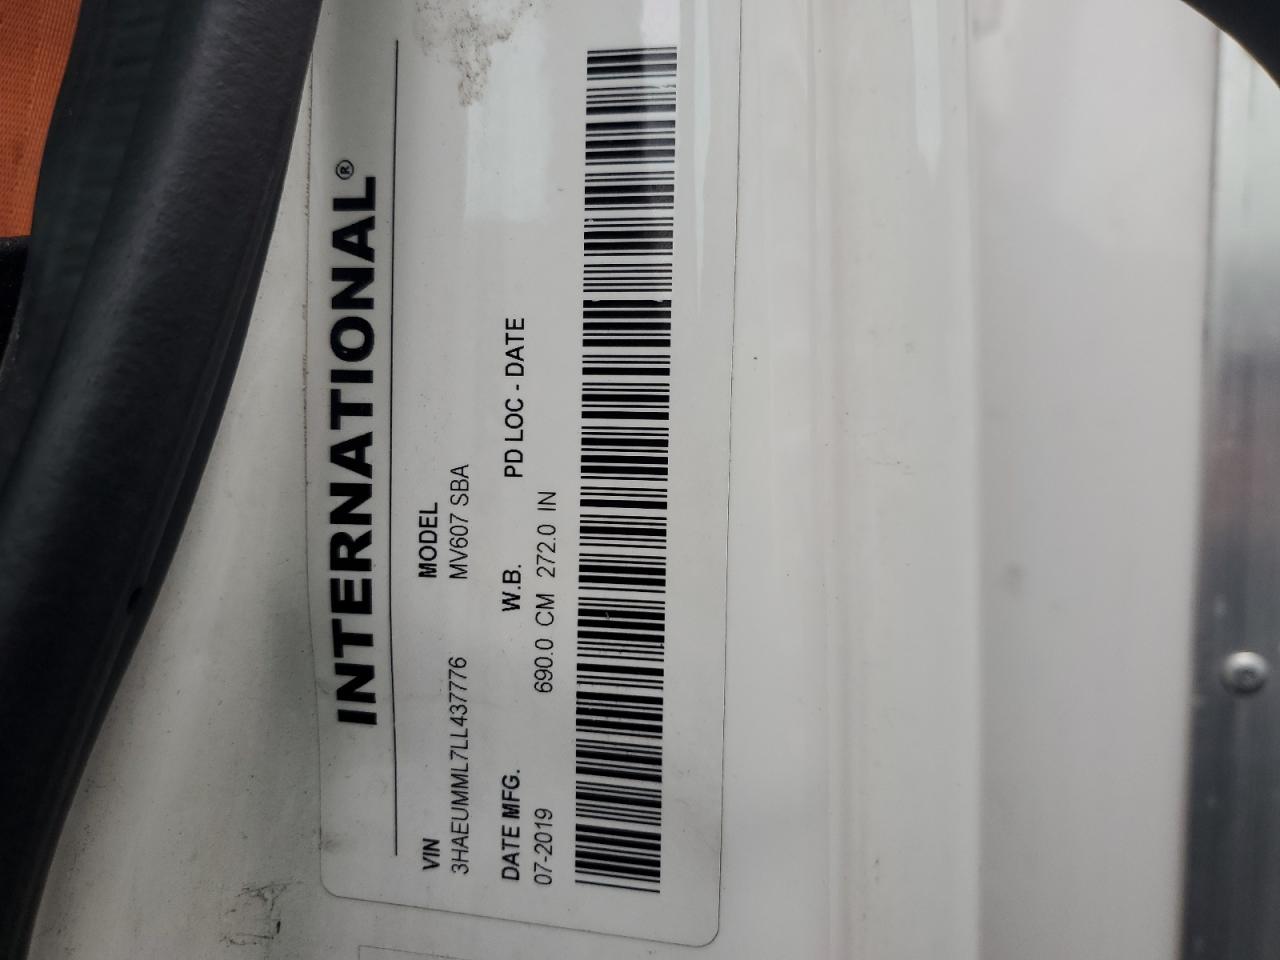 INTERNATIONAL®
VIN MODEL
3HAEUMML7LL437776 MV607 SBA
DATE MFG. W.B. PD LOC - DATE
07-2019 690.0 CM 272.0 IN